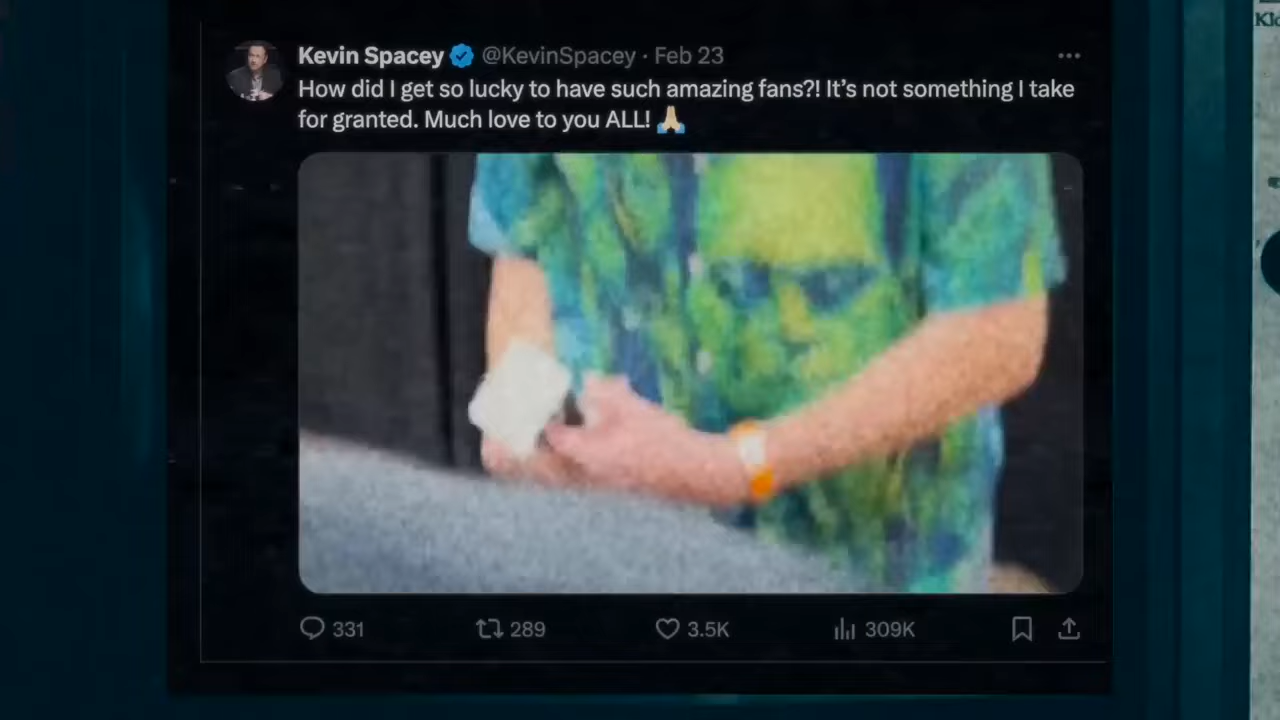 Kevin Spacey @KevinSpacey · Feb 23
How did I get so lucky to have such amazing fans?! It's not something I take
for granted. Much love to you ALL! 🙏
331 289 3.5K 309K